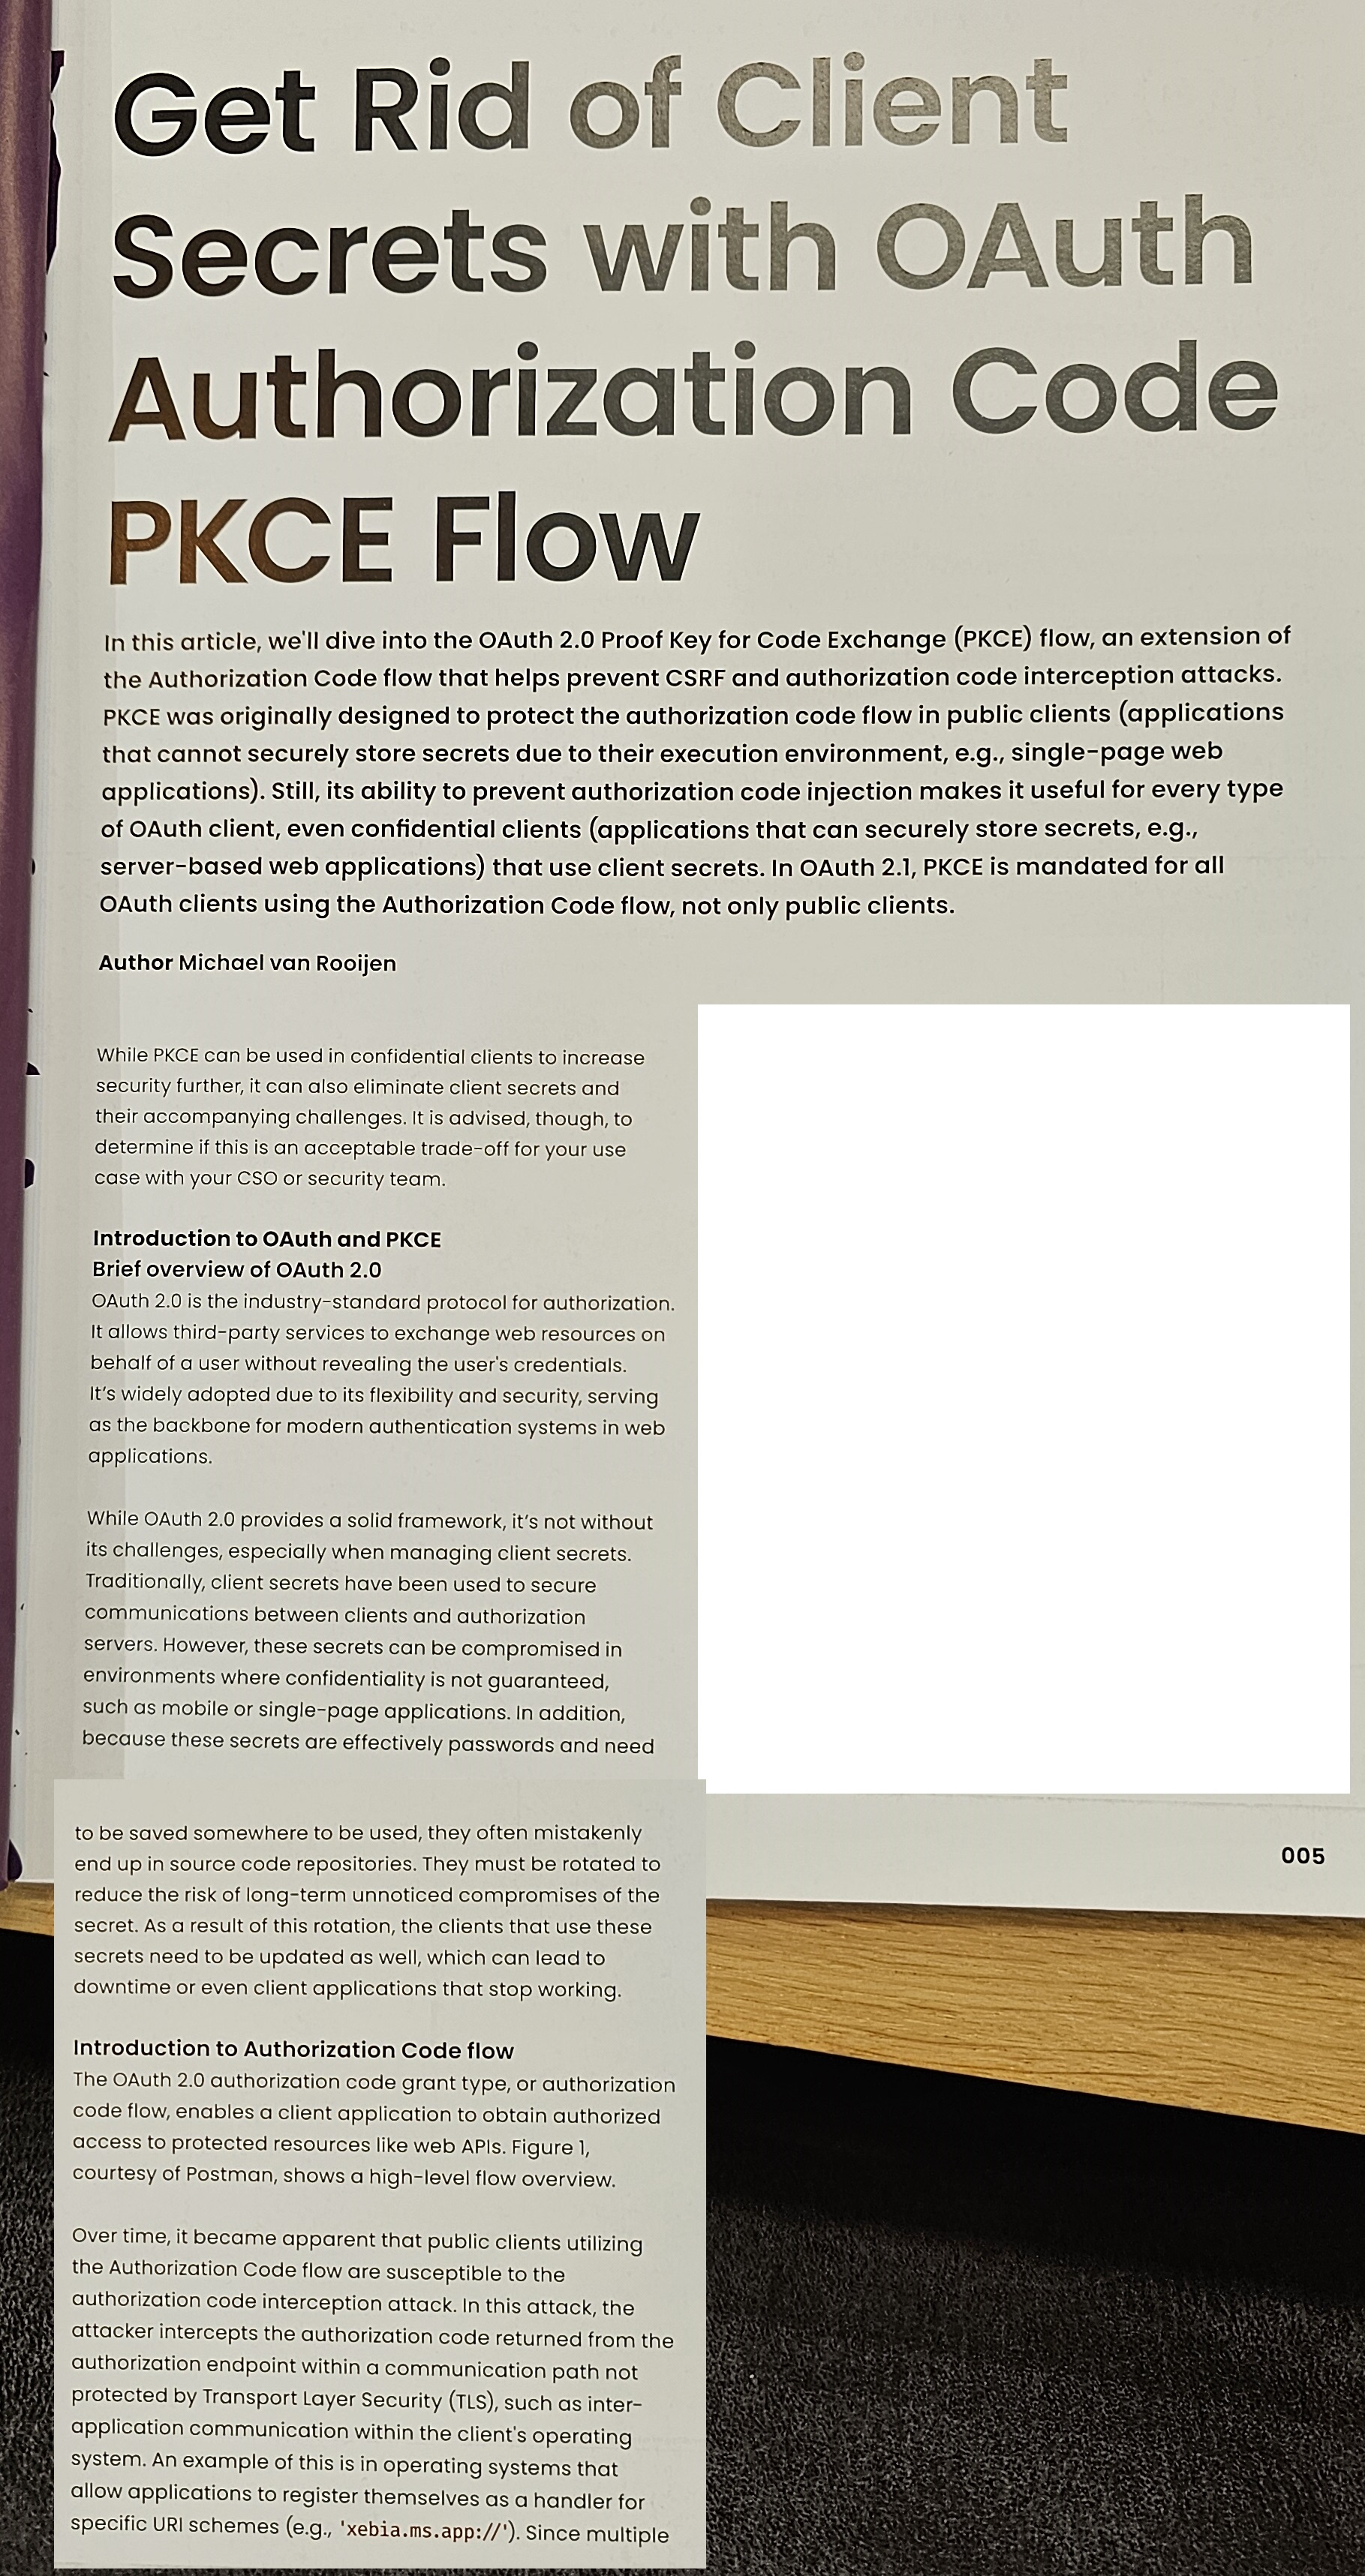 Get Rid of Client
Secrets with OAuth
Authorization Code
PKCE Flow
In this article, we'll dive into the OAuth 2.0 Proof Key for Code Exchange (PKCE) flow, an extension of
the Authorization Code flow that helps prevent CSRF and authorization code interception attacks.
PKCE was originally designed to protect the authorization code flow in public clients (applications
that cannot securely store secrets due to their execution environment, e.g., single-page web
applications). Still, its ability to prevent authorization code injection makes it useful for every type
of OAuth client, even confidential clients (applications that can securely store secrets, e.g.,
server-based web applications) that use client secrets. In OAuth 2.1, PKCE is mandated for all
OAuth clients using the Authorization Code flow, not only public clients.
Author Michael van Rooijen
While PKCE can be used in confidential clients to increase
security further, it can also eliminate client secrets and
their accompanying challenges. It is advised, though, to
determine if this is an acceptable trade-off for your use
case with your CSO or security team.
Introduction to OAuth and PKCE
Brief overview of OAuth 2.0
OAuth 2.0 is the industry-standard protocol for authorization.
It allows third-party services to exchange web resources on
behalf of a user without revealing the user's credentials.
It's widely adopted due to its flexibility and security, serving
as the backbone for modern authentication systems in web
applications.
While OAuth 2.0 provides a solid framework, it's not without
its challenges, especially when managing client secrets.
Traditionally, client secrets have been used to secure
communications between clients and authorization
servers. However, these secrets can be compromised in
environments where confidentiality is not guaranteed,
such as mobile or single-page applications. In addition,
because these secrets are effectively passwords and need
to be saved somewhere to be used, they often mistakenly
end up in source code repositories. They must be rotated to
reduce the risk of long-term unnoticed compromises of the
secret. As a result of this rotation, the clients that use these
secrets need to be updated as well, which can lead to
downtime or even client applications that stop working.
Introduction to Authorization Code flow
The OAuth 2.0 authorization code grant type, or authorization
code flow, enables a client application to obtain authorized
access to protected resources like web APIs. Figure 1,
courtesy of Postman, shows a high-level flow overview.
Over time, it became apparent that public clients utilizing
the Authorization Code flow are susceptible to the
authorization code interception attack. In this attack, the
attacker intercepts the authorization code returned from the
authorization endpoint within a communication path not
protected by Transport Layer Security (TLS), such as inter-
application communication within the client's operating
system. An example of this is in operating systems that
allow applications to register themselves as a handler for
specific URI schemes (e.g., 'xebia.ms.app://'). Since multiple
005